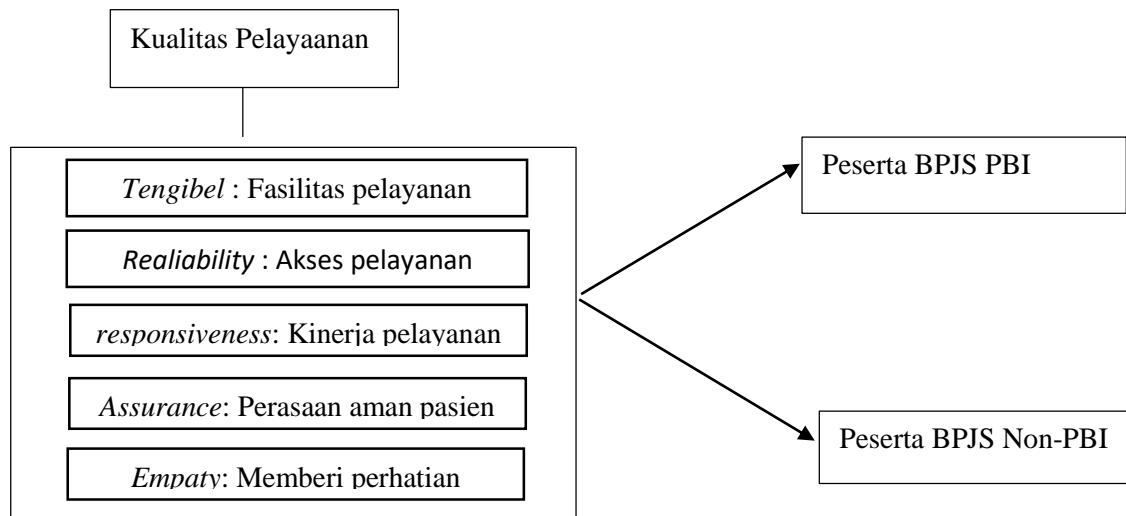 Kualitas Pelayaanan
Tengibel : Fasilitas pelayanan
Realiability : Akses pelayanan
responsiveness: Kinerja pelayanan
Assurance: Perasaan aman pasien
Empaty: Memberi perhatian
Peserta BPJS PBI
Peserta BPJS Non-PBI